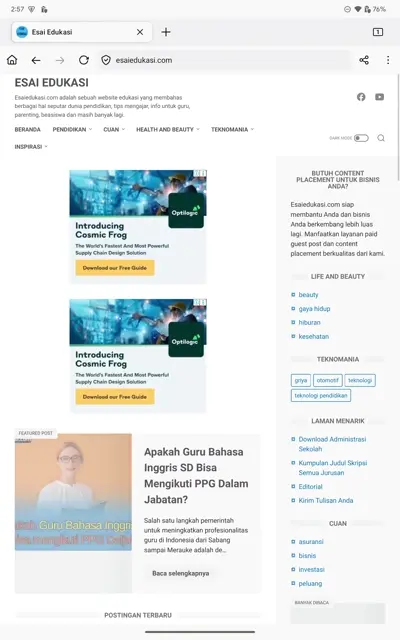 2:57
76%
Esai Edukasi
1
esaiedukasi.com
ESAI EDUKASI
Esaiedukasi.com adalah sebuah website edukasi yang membahas
berbagai hal seputar dunia pendidikan, tips mengajar, info untuk guru,
parenting, beasiswa dan masih banyak lagi.
BERANDA PENDIDIKAN CUAN HEALTH AND BEAUTY TEKNOMANIA
INSPIRASI
DARK MODE
Optilogic
Introducing
Cosmic Frog
The World's Fastest And Most Powerful
Supply Chain Design Solution
Download our Free Guide
Optilogic
Introducing
Cosmic Frog
The World's Fastest And Most Powerful
Supply Chain Design Solution
Download our Free Guide
FEATURED POST
Guru Bahasa Inggris
Apakah Guru Bahasa
Inggris SD Bisa
Mengikuti PPG Dalam
Jabatan?
Salah satu langkah pemerintah
untuk meningkatkan profesionalitas
guru di Indonesia dari Sabang
sampai Merauke adalah de...
Baca selengkapnya
POSTINGAN TERBARU
BUTUH CONTENT
PLACEMENT UNTUK BISNIS
ANDA?
Esaiedukasi.com siap
membantu Anda dan bisnis
Anda berkembang lebih luas
lagi. Manfaatkan layanan paid
guest post dan content
placement berkualitas dari kami.
LIFE AND BEAUTY
beauty
gaya hidup
hiburan
kesehatan
TEKNOMANIA
griya otomotif teknologi
teknologi pendidikan
LAMAN MENARIK
Download Administrasi
Sekolah
Kumpulan Judul Skripsi
Semua Jurusan
Editorial
Kirim Tulisan Anda
CUAN
asuransi
bisnis
investasi
peluang
BANYAK DIBACA